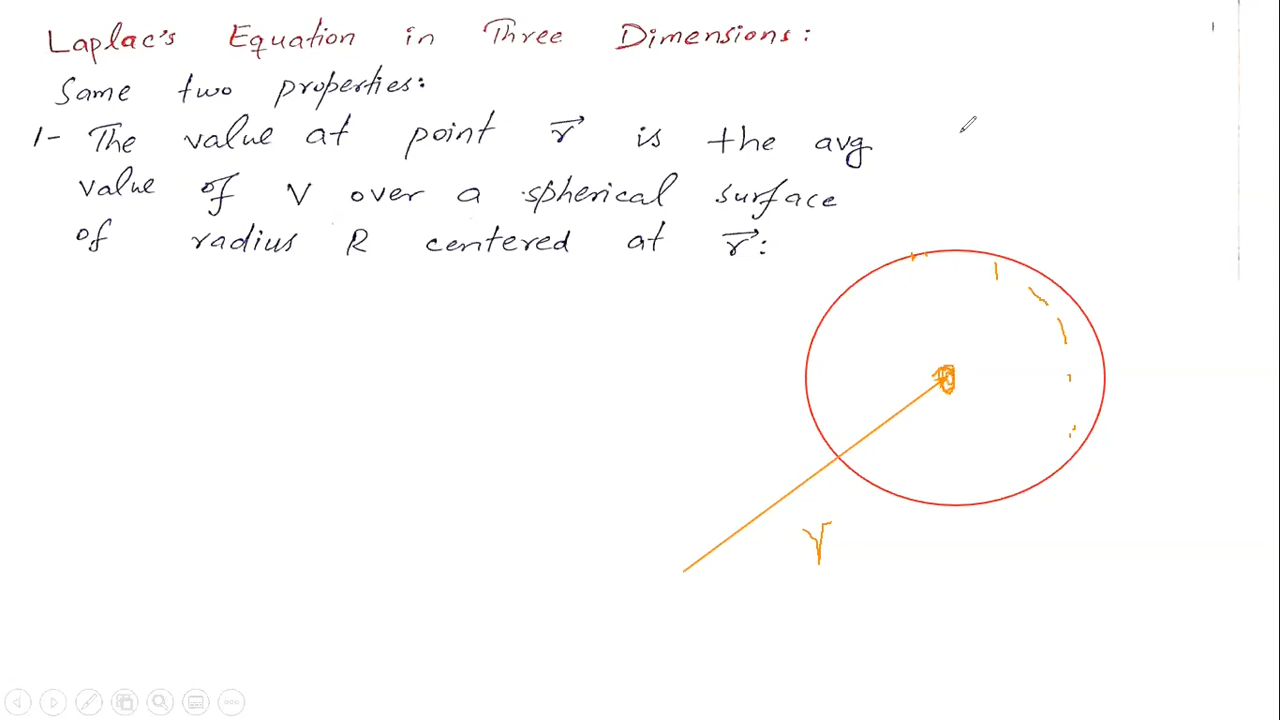 Laplac's Equation in Three Dimensions:
Same two properties:
1- The value at point r⃗ is the avg
value of V over a spherical surface
of radius R centered at r⃗:
r